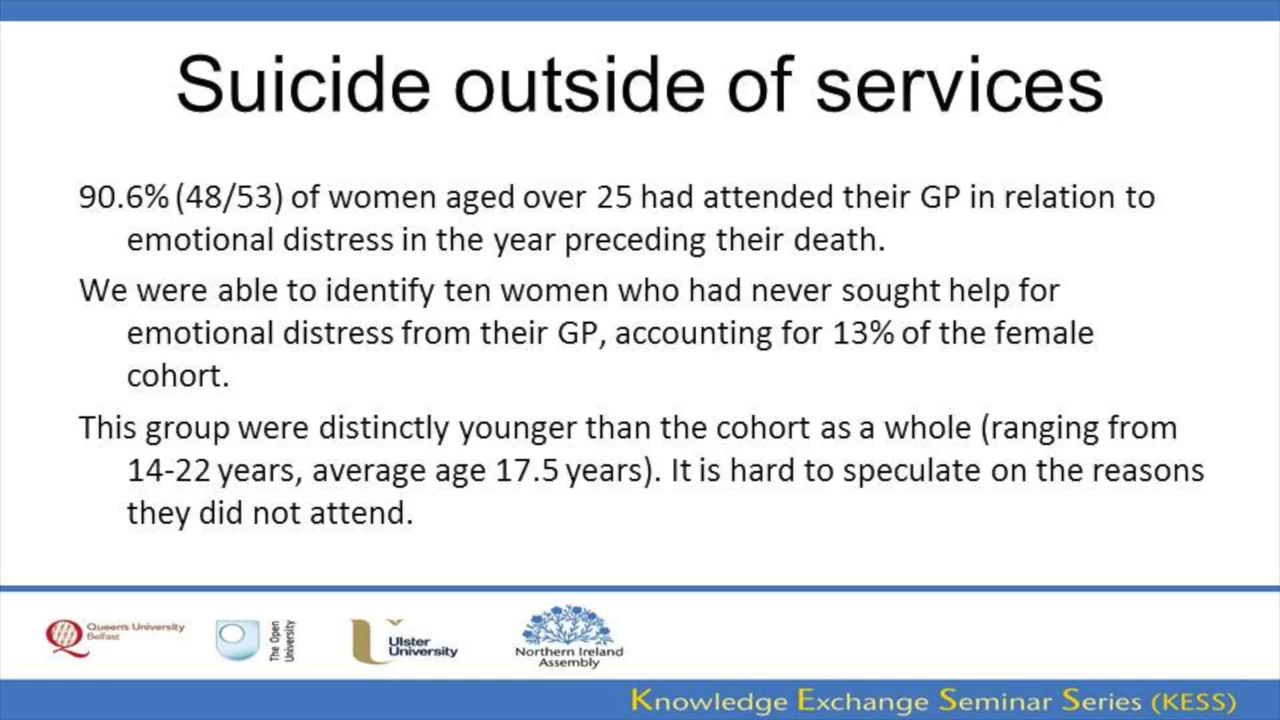 Suicide outside of services
90.6% (48/53) of women aged over 25 had attended their GP in relation to
emotional distress in the year preceding their death.
We were able to identify ten women who had never sought help for
emotional distress from their GP, accounting for 13% of the female
cohort.
This group were distinctly younger than the cohort as a whole (ranging from
14-22 years, average age 17.5 years). It is hard to speculate on the reasons
they did not attend.
Queen's University
Belfast
The Open
University
Ulster
University
Northern Ireland
Assembly
Knowledge Exchange Seminar Series (KESS)